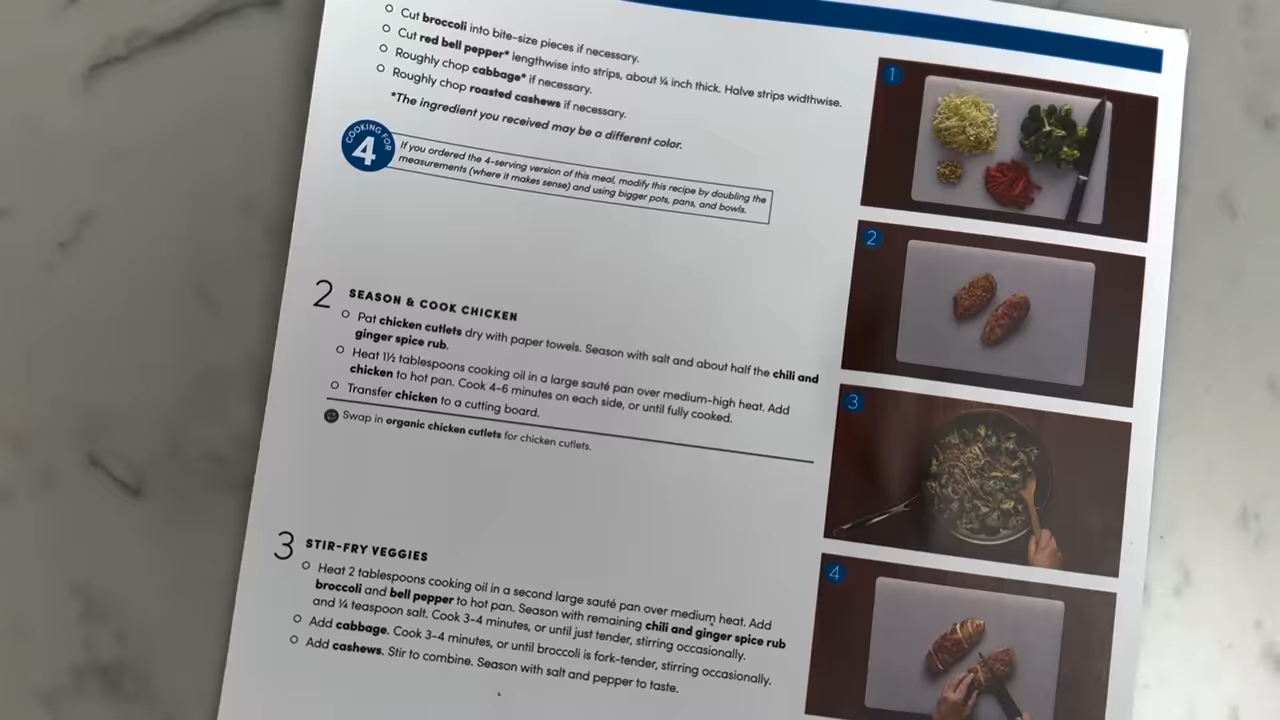 Cut broccoli into bite-size pieces if necessary.
Cut red bell pepper* lengthwise into strips, about ¼ inch thick. Halve strips widthwise.
Roughly chop cabbage* if necessary.
Roughly chop roasted cashews if necessary.
*The ingredient you received may be a different color.
COOKING FOR
4
If you ordered the 4-serving version of this meal, modify this recipe by doubling the
measurements (where it makes sense) and using bigger pots, pans, and bowls.
2 SEASON & COOK CHICKEN
Pat chicken cutlets dry with paper towels. Season with salt and about half the chili and
ginger spice rub.
Heat 1½ tablespoons cooking oil in a large sauté pan over medium-high heat. Add
chicken to hot pan. Cook 4-6 minutes on each side, or until fully cooked.
Transfer chicken to a cutting board.
Swap in organic chicken cutlets for chicken cutlets.
3 STIR-FRY VEGGIES
Heat 2 tablespoons cooking oil in a second large sauté pan over medium heat. Add
broccoli and bell pepper to hot pan. Season with remaining chili and ginger spice rub
and ¼ teaspoon salt. Cook 3-4 minutes, or until just tender, stirring occasionally.
Add cabbage. Cook 3-4 minutes, or until broccoli is fork-tender, stirring occasionally.
Add cashews. Stir to combine. Season with salt and pepper to taste.
1
2
3
4